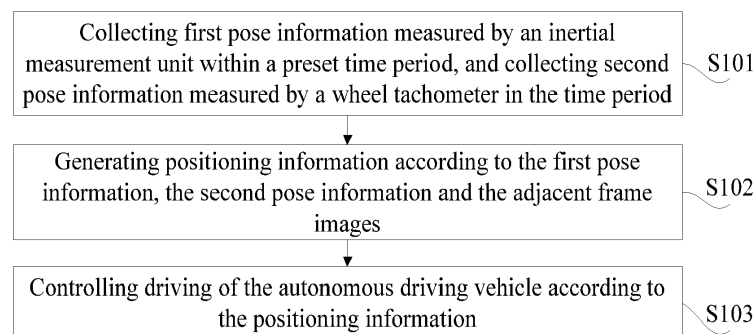 Collecting first pose information measured by an inertial
measurement unit within a preset time period, and collecting second
pose information measured by a wheel tachometer in the time period
S101
Generating positioning information according to the first pose
information, the second pose information and the adjacent frame
images
S102
Controlling driving of the autonomous driving vehicle according to
the positioning information
S103